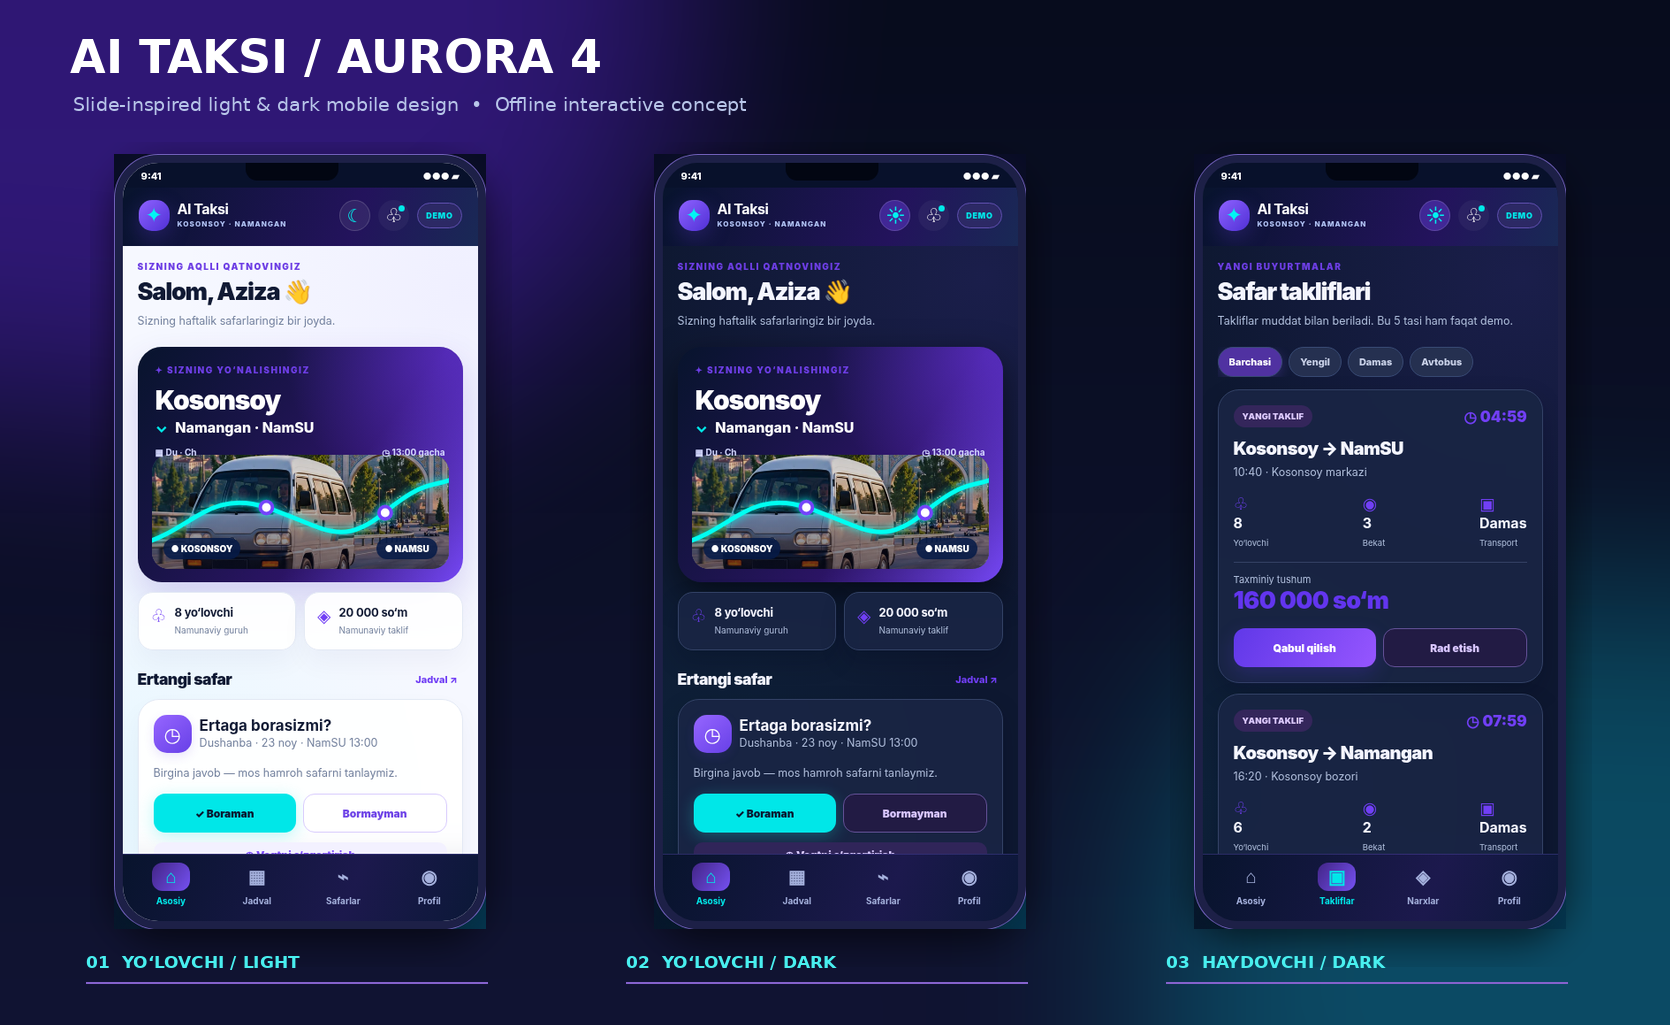 AI TAKSI / AURORA 4
Slide-inspired light & dark mobile design • Offline interactive concept
9:41
AI Taksi
KOSONSOY · NAMANGAN
DEMO
SIZNING AQLLI QATNOVINGIZ
Salom, Aziza 👋
Sizning haftalik safarlaringiz bir joyda.
✦ SIZNING YO‘NALISHINGIZ
Kosonsoy
Namangan · NamSU
Du · Ch
13:00 gacha
KOSONSOY
NAMSU
8 yo‘lovchi
Namunaviy guruh
20 000 so‘m
Namunaviy taklif
Ertangi safar
Jadval ↗
Ertaga borasizmi?
Dushanba · 23 noy · NamSU 13:00
Birgina javob — mos hamroh safarni tanlaymiz.
✓ Boraman
Bormayman
Asosiy
Jadval
Safarlar
Profil
01 YO‘LOVCHI / LIGHT
9:41
AI Taksi
KOSONSOY · NAMANGAN
DEMO
SIZNING AQLLI QATNOVINGIZ
Salom, Aziza 👋
Sizning haftalik safarlaringiz bir joyda.
✦ SIZNING YO‘NALISHINGIZ
Kosonsoy
Namangan · NamSU
Du · Ch
13:00 gacha
KOSONSOY
NAMSU
8 yo‘lovchi
Namunaviy guruh
20 000 so‘m
Namunaviy taklif
Ertangi safar
Jadval ↗
Ertaga borasizmi?
Dushanba · 23 noy · NamSU 13:00
Birgina javob — mos hamroh safarni tanlaymiz.
✓ Boraman
Bormayman
Asosiy
Jadval
Safarlar
Profil
02 YO‘LOVCHI / DARK
9:41
AI Taksi
KOSONSOY · NAMANGAN
DEMO
YANGI BUYURTMALAR
Safar takliflari
Takliflar muddat bilan beriladi. Bu 5 tasi ham faqat demo.
Barchasi
Yengil
Damas
Avtobus
YANGI TAKLIF
04:59
Kosonsoy → NamSU
10:40 · Kosonsoy markazi
8
3
Damas
Yo‘lovchi
Bekat
Transport
Taxminiy tushum
160 000 so‘m
Qabul qilish
Rad etish
YANGI TAKLIF
07:59
Kosonsoy → Namangan
16:20 · Kosonsoy bozori
6
2
Damas
Yo‘lovchi
Bekat
Transport
Asosiy
Takliflar
Narxlar
Profil
03 HAYDOVCHI / DARK